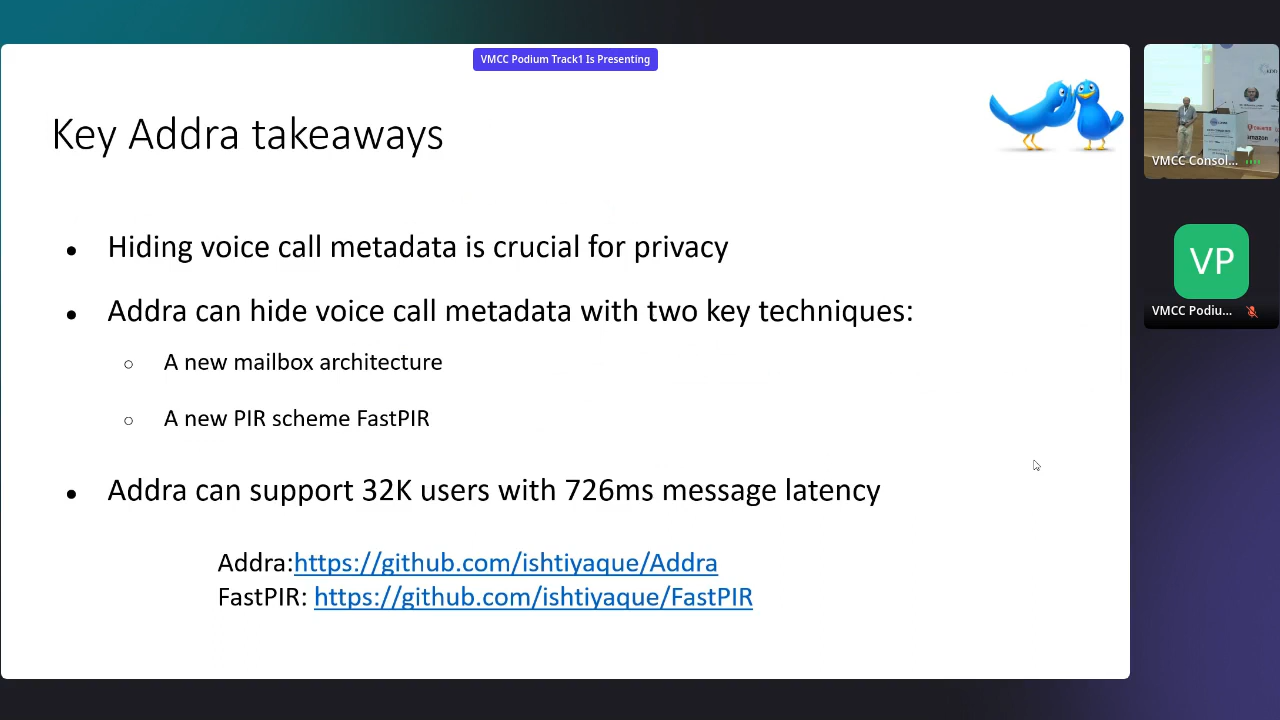 VMCC Podium Track1 Is Presenting
Key Addra takeaways
• Hiding voice call metadata is crucial for privacy
• Addra can hide voice call metadata with two key techniques:
○ A new mailbox architecture
○ A new PIR scheme FastPIR
• Addra can support 32K users with 726ms message latency
Addra:https://github.com/ishtiyaque/Addra
FastPIR: https://github.com/ishtiyaque/FastPIR
VMCC Consol...
VP
VMCC Podiu...
amazon